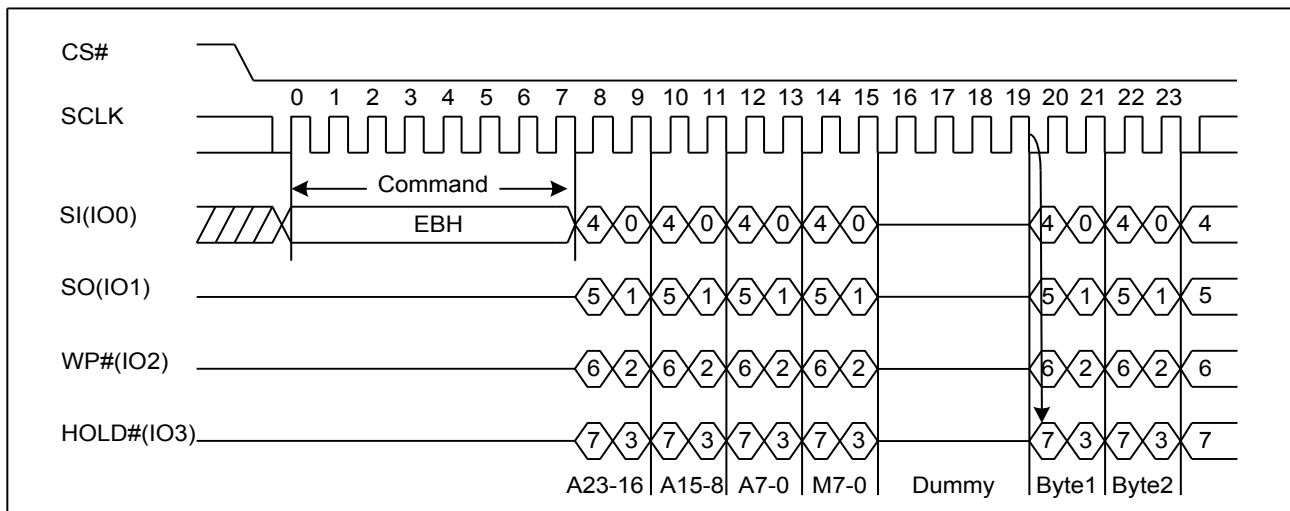 CS#
0 1 2 3 4 5 6 7 8 9 10 11 12 13 14 15 16 17 18 19 20 21 22 23
SCLK
Command
SI(IO0) EBH 4 0 4 0 4 0 4 0 4 0 4 0 4
SO(IO1) 5 1 5 1 5 1 5 1 5 1 5 1 5
WP#(IO2) 6 2 6 2 6 2 6 2 6 2 6 2 6
HOLD#(IO3) 7 3 7 3 7 3 7 3 7 3 7 3 7
A23-16 A15-8 A7-0 M7-0 Dummy Byte1 Byte2